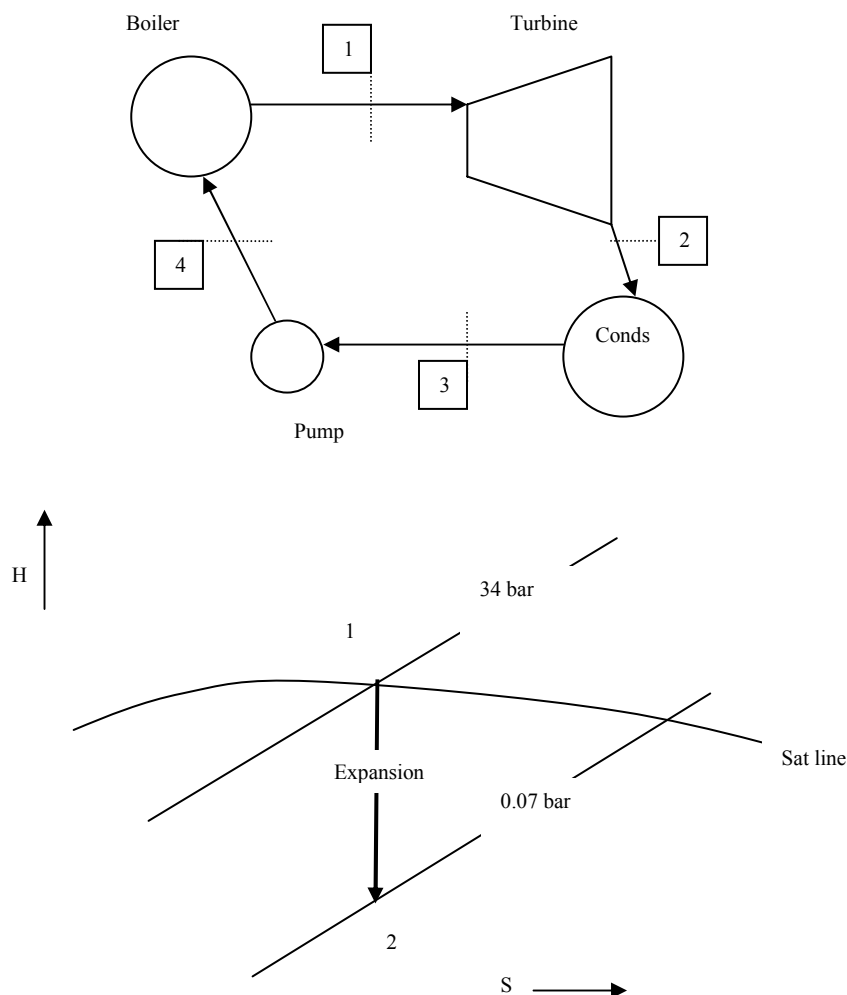 Boiler
Turbine
1
2
4
Conds
3
Pump
H
34 bar
1
Sat line
Expansion
0.07 bar
2
S